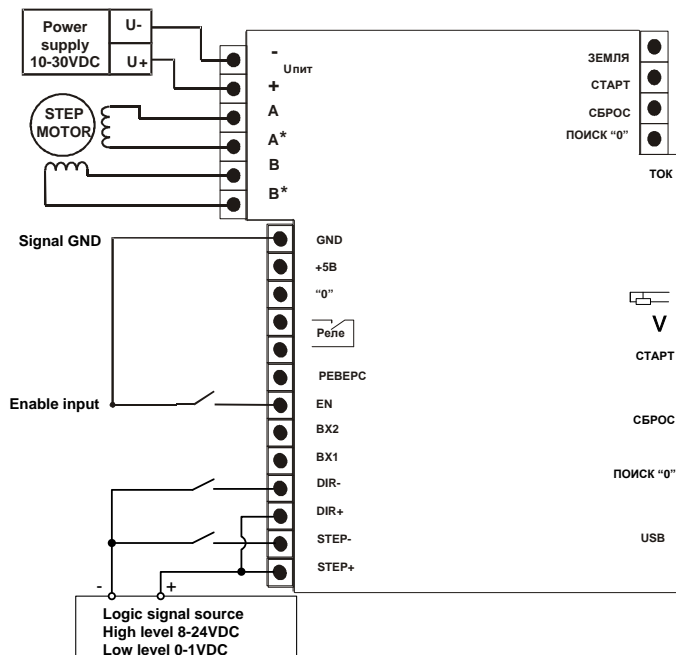 Power
supply
10-30VDC
U-
U+
STEP
MOTOR
-
Uпит
+
A
A*
B
B*
ЗЕМЛЯ
СТАРТ
СБРОС
ПОИСК “0”
ТОК
Signal GND
GND
+5В
“0”
Реле
РЕВЕРС
Enable input
EN
ВХ2
ВХ1
DIR-
DIR+
STEP-
STEP+
V
СТАРТ
СБРОС
ПОИСК “0”
USB
- +
Logic signal source
High level 8-24VDC
Low level 0-1VDC